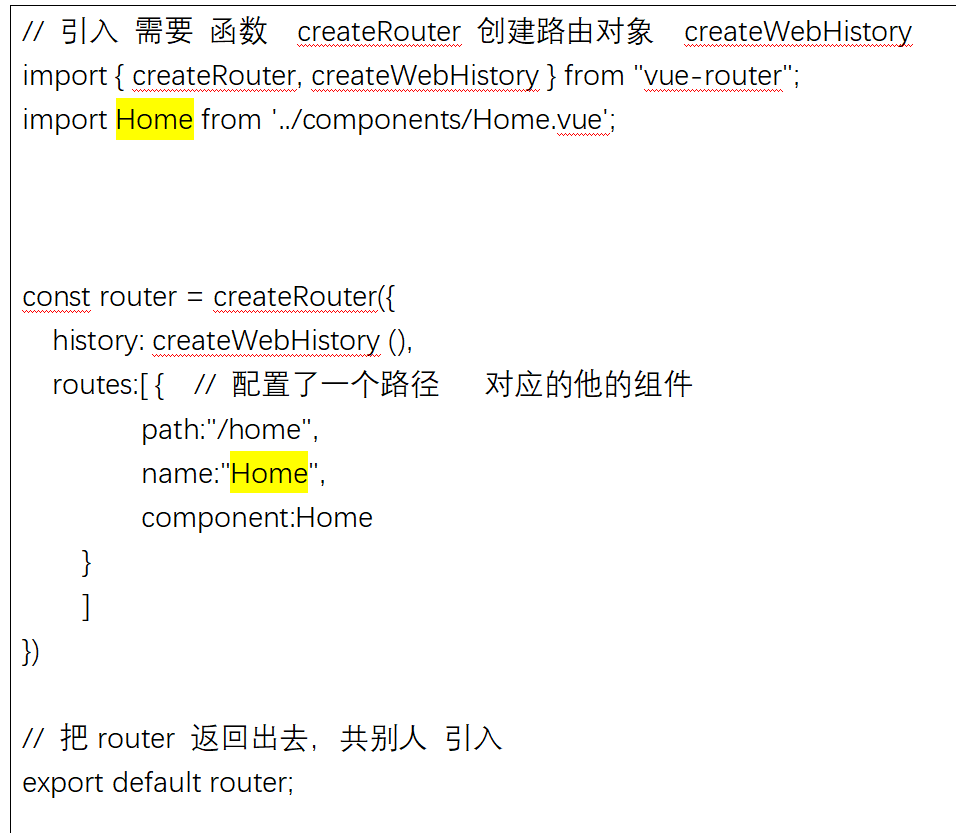 // 引入 需要 函数 createRouter 创建路由对象 createWebHistory
import { createRouter, createWebHistory } from "vue-router";
import Home from '../components/Home.vue';
const router = createRouter({
history: createWebHistory (),
routes:[ { // 配置了一个路径 对应的他的组件
path:"/home",
name:"Home",
component:Home
}
]
})
// 把 router 返回出去, 共别人 引入
export default router;